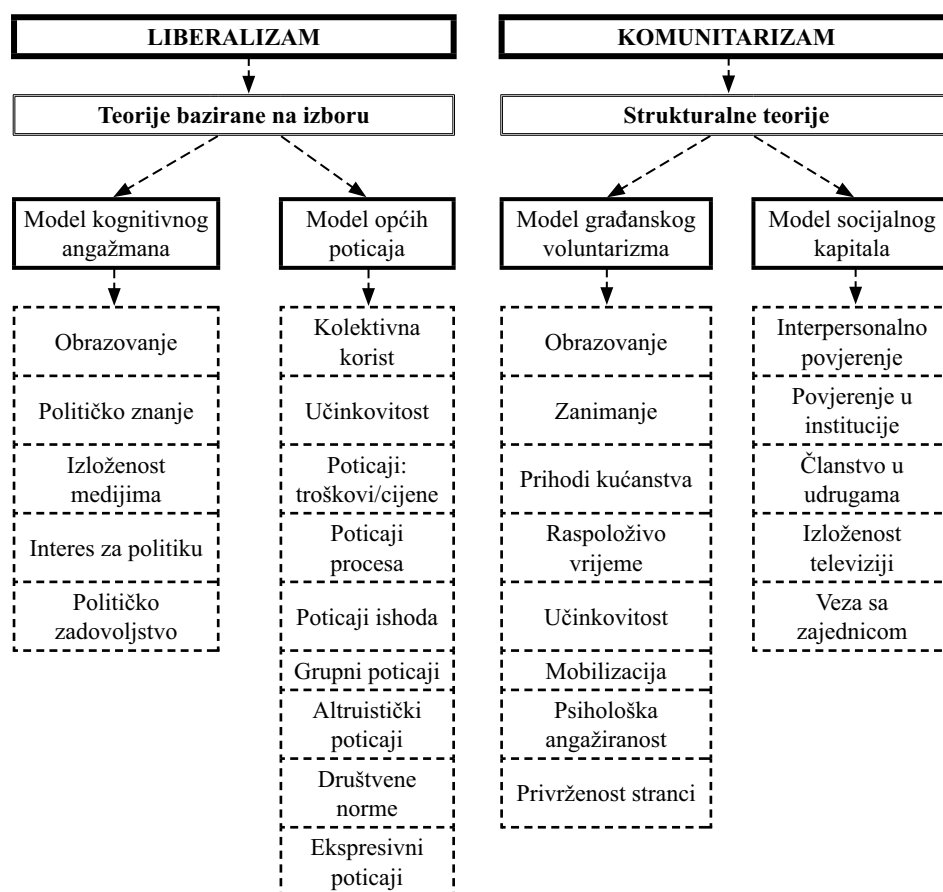 LIBERALIZAM
Teorije bazirane na izboru
Model kognitivnog
angažmana
Obrazovanje
Političko znanje
Izloženost
medijima
Interes za politiku
Političko
zadovoljstvo
Model općih
poticaja
Kolektivna
korist
Učinkovitost
Poticaji:
troškovi/cijene
Poticaji
procesa
Poticaji ishoda
Grupni poticaji
Altruistički
poticaji
Društvene
norme
Ekspresivni
poticaji
KOMUNITARIZAM
Strukturalne teorije
Model građanskog
voluntarizma
Obrazovanje
Zanimanje
Prihodi kućanstva
Raspoloživo
vrijeme
Učinkovitost
Mobilizacija
Psihološka
angažiranost
Privrženost stranci
Model socijalnog
kapitala
Interpersonalno
povjerenje
Povjerenje u
institucije
Članstvo u
udrugama
Izloženost
televiziji
Veza sa
zajednicom